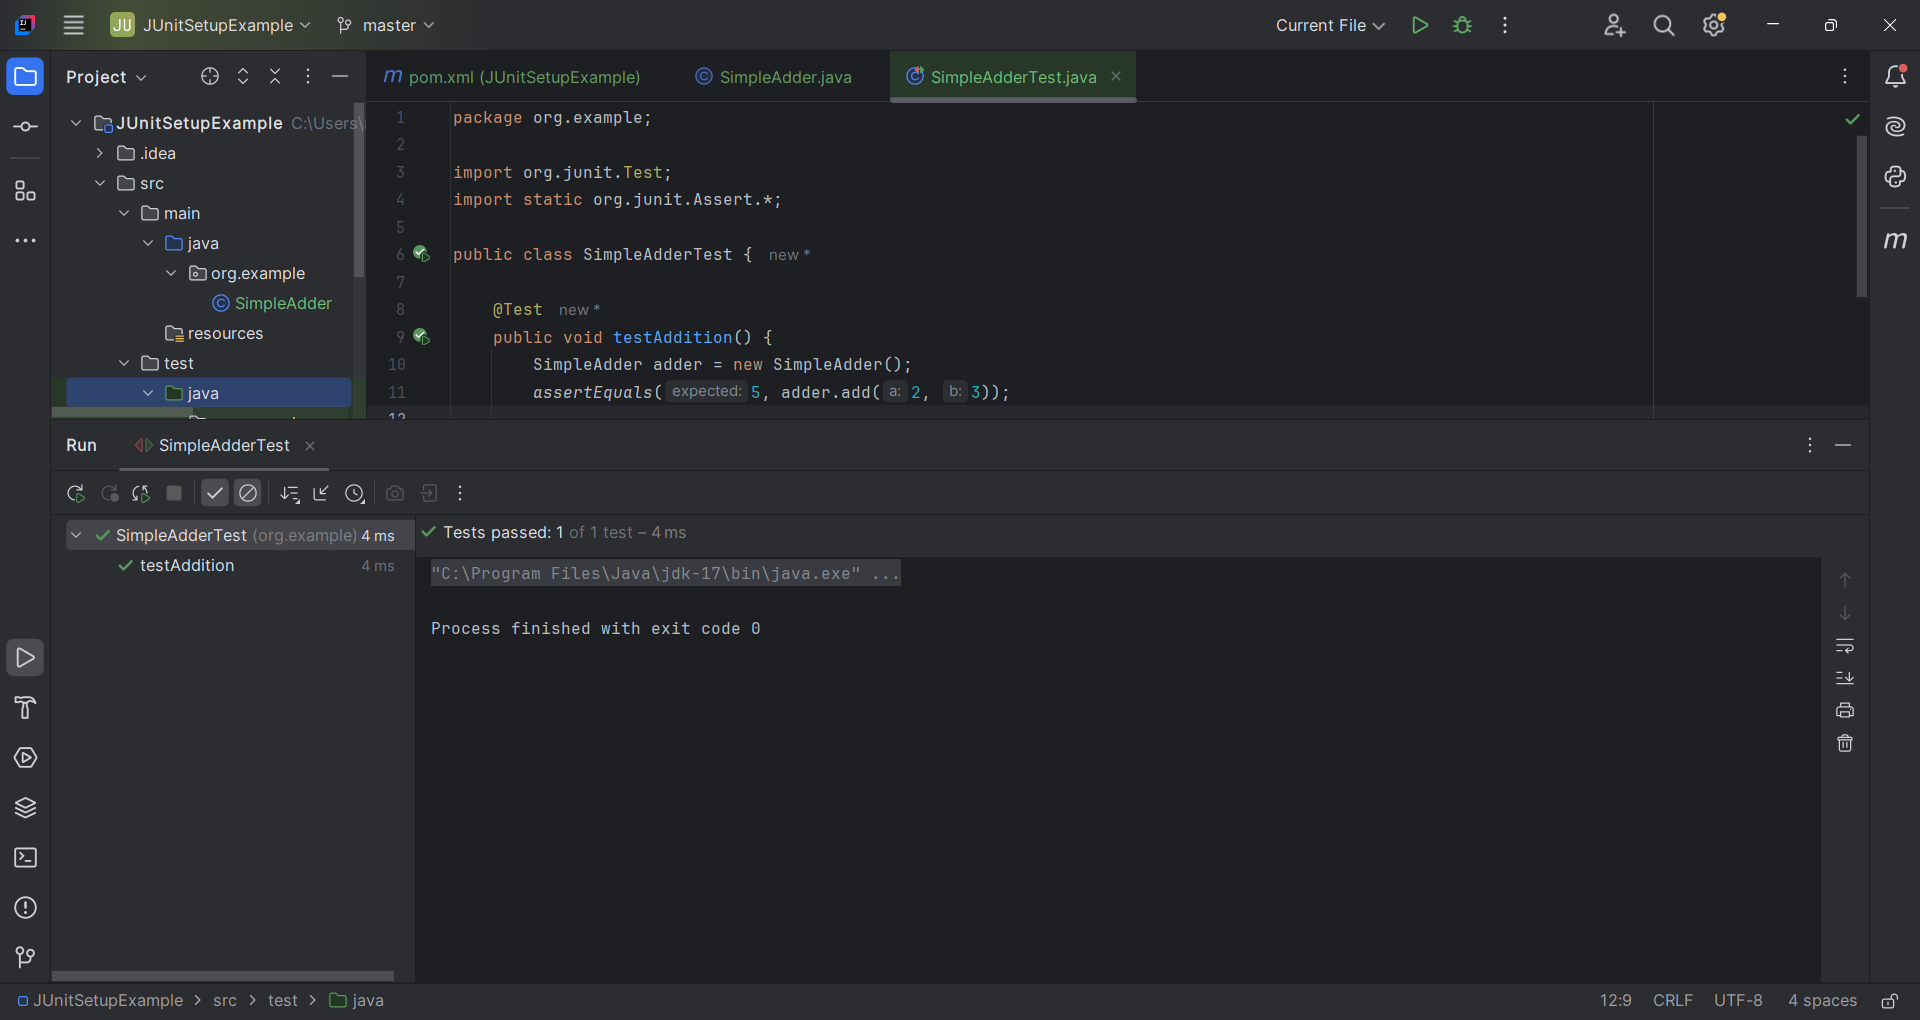 JU JUnitSetupExample master Current File
Project
pom.xml (JUnitSetupExample) SimpleAdder.java SimpleAdderTest.java
JUnitSetupExample C:\Users\
.idea
src
main
java
org.example
SimpleAdder
resources
test
java
1 package org.example;
2
3 import org.junit.Test;
4 import static org.junit.Assert.*;
5
6 public class SimpleAdderTest { new *
7
8 @Test new *
9 public void testAddition() {
10 SimpleAdder adder = new SimpleAdder();
11 assertEquals( expected: 5, adder.add( a: 2, b: 3));
12
Run SimpleAdderTest
SimpleAdderTest (org.example) 4 ms
testAddition 4 ms
Tests passed: 1 of 1 test – 4 ms
"C:\Program Files\Java\jdk-17\bin\java.exe" ...
Process finished with exit code 0
JUnitSetupExample > src > test > java
12:9 CRLF UTF-8 4 spaces